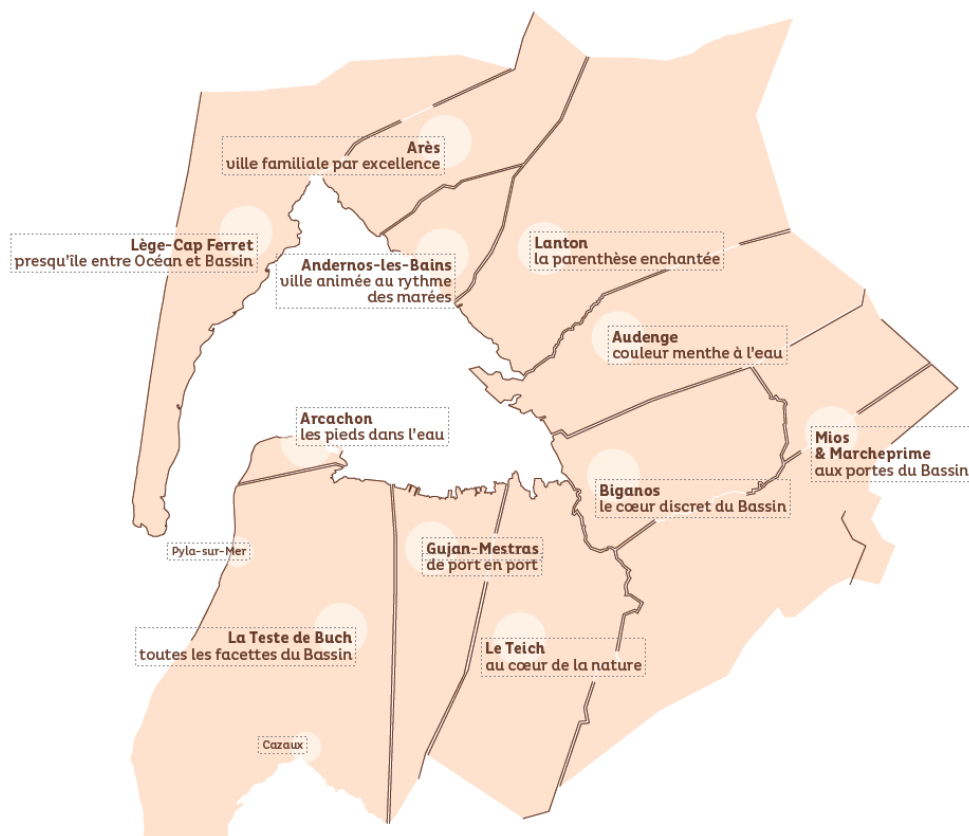 Arès
ville familiale par excellence
Lège-Cap Ferret
presqu'île entre Océan et Bassin
Andernos-les-Bains
ville animée au rythme
des marées
Lanton
la parenthèse enchantée
Audenge
couleur menthe à l'eau
Arcachon
les pieds dans l'eau
Mios
& Marcheprime
aux portes du Bassin
Biganos
le cœur discret du Bassin
Pyla-sur-Mer
Gujan-Mestras
de port en port
La Teste de Buch
toutes les facettes du Bassin
Le Teich
au cœur de la nature
Cazaux